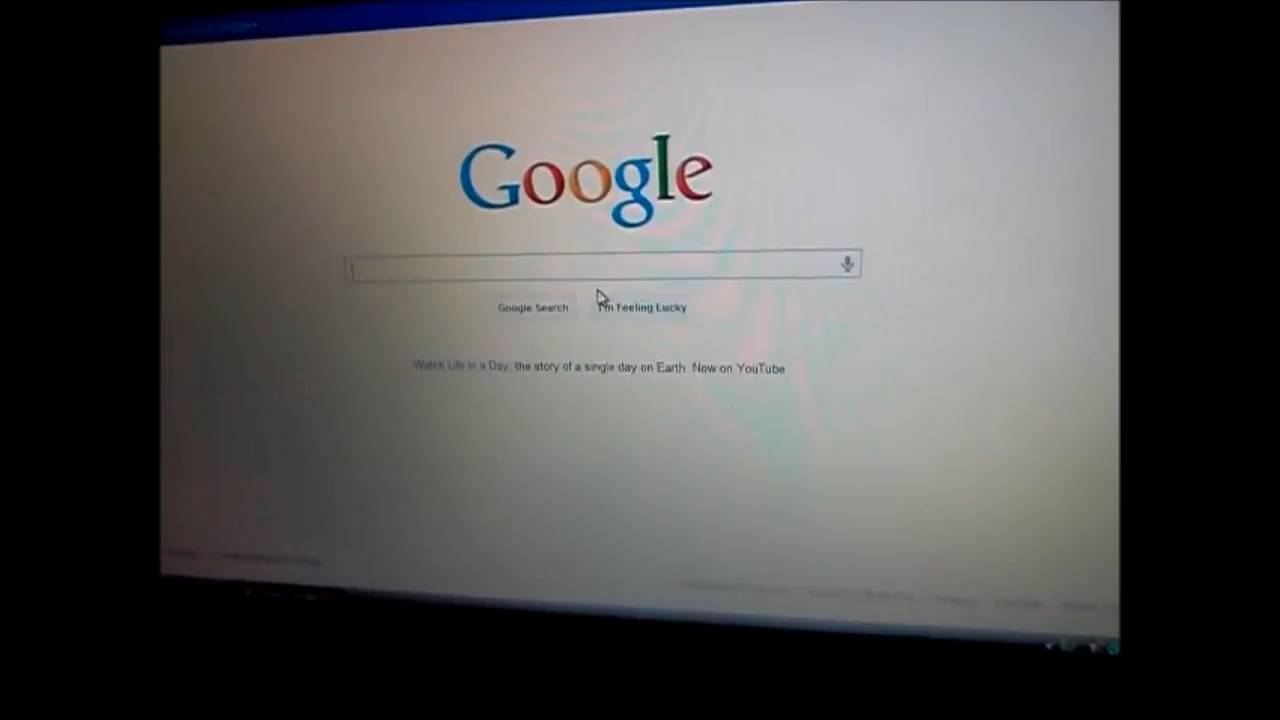 Google
Google Search
I'm Feeling Lucky
Watch Life in a Day, the story of a single day on Earth Now on YouTube